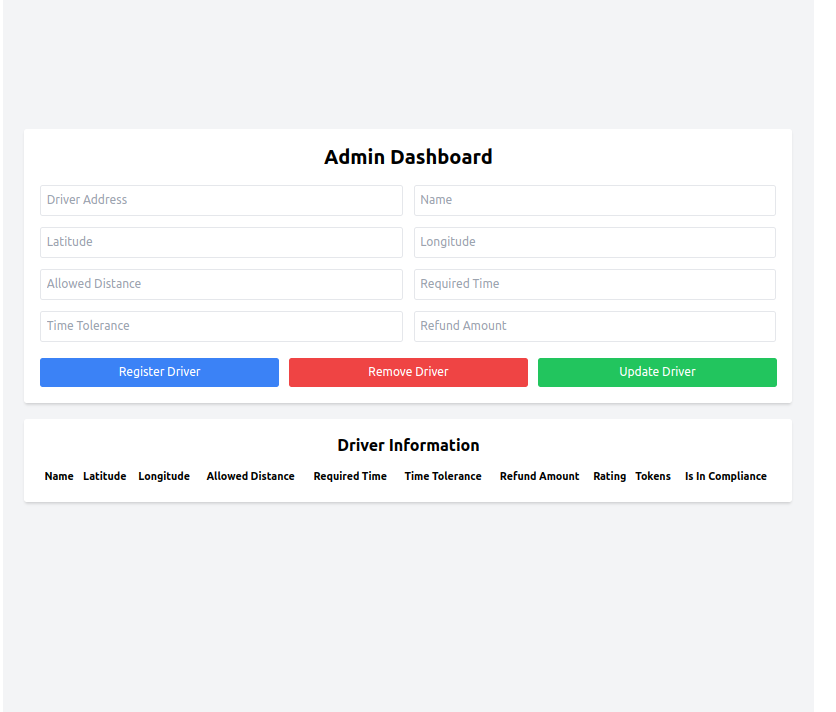 Admin Dashboard
Driver Address Name
Latitude Longitude
Allowed Distance Required Time
Time Tolerance Refund Amount
Register Driver Remove Driver Update Driver
Driver Information
Name Latitude Longitude Allowed Distance Required Time Time Tolerance Refund Amount Rating Tokens Is In Compliance